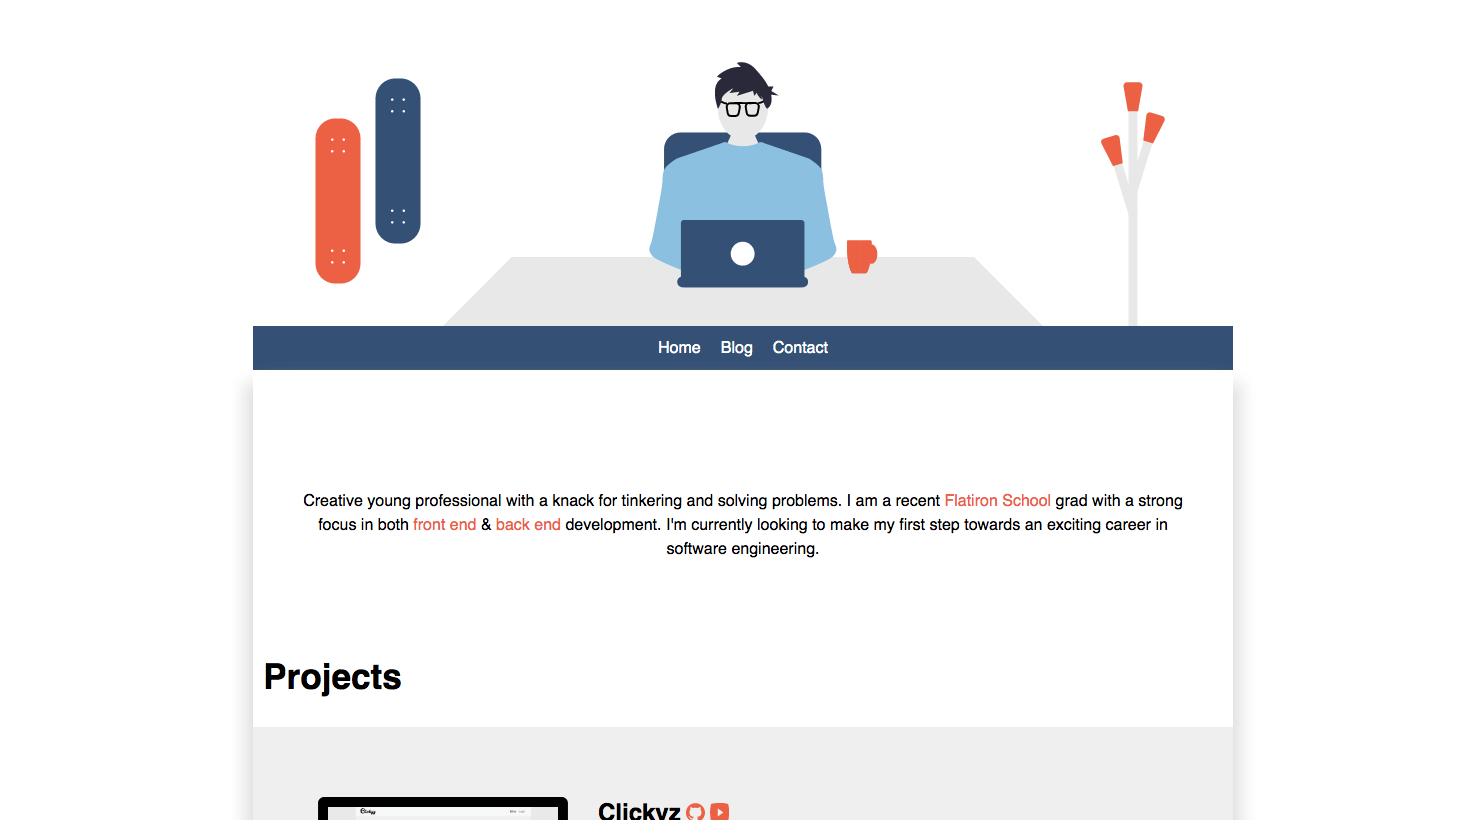 Home Blog Contact
Creative young professional with a knack for tinkering and solving problems. I am a recent Flatiron School grad with a strong
focus in both front end & back end development. I'm currently looking to make my first step towards an exciting career in
software engineering.
Projects
Clickyz